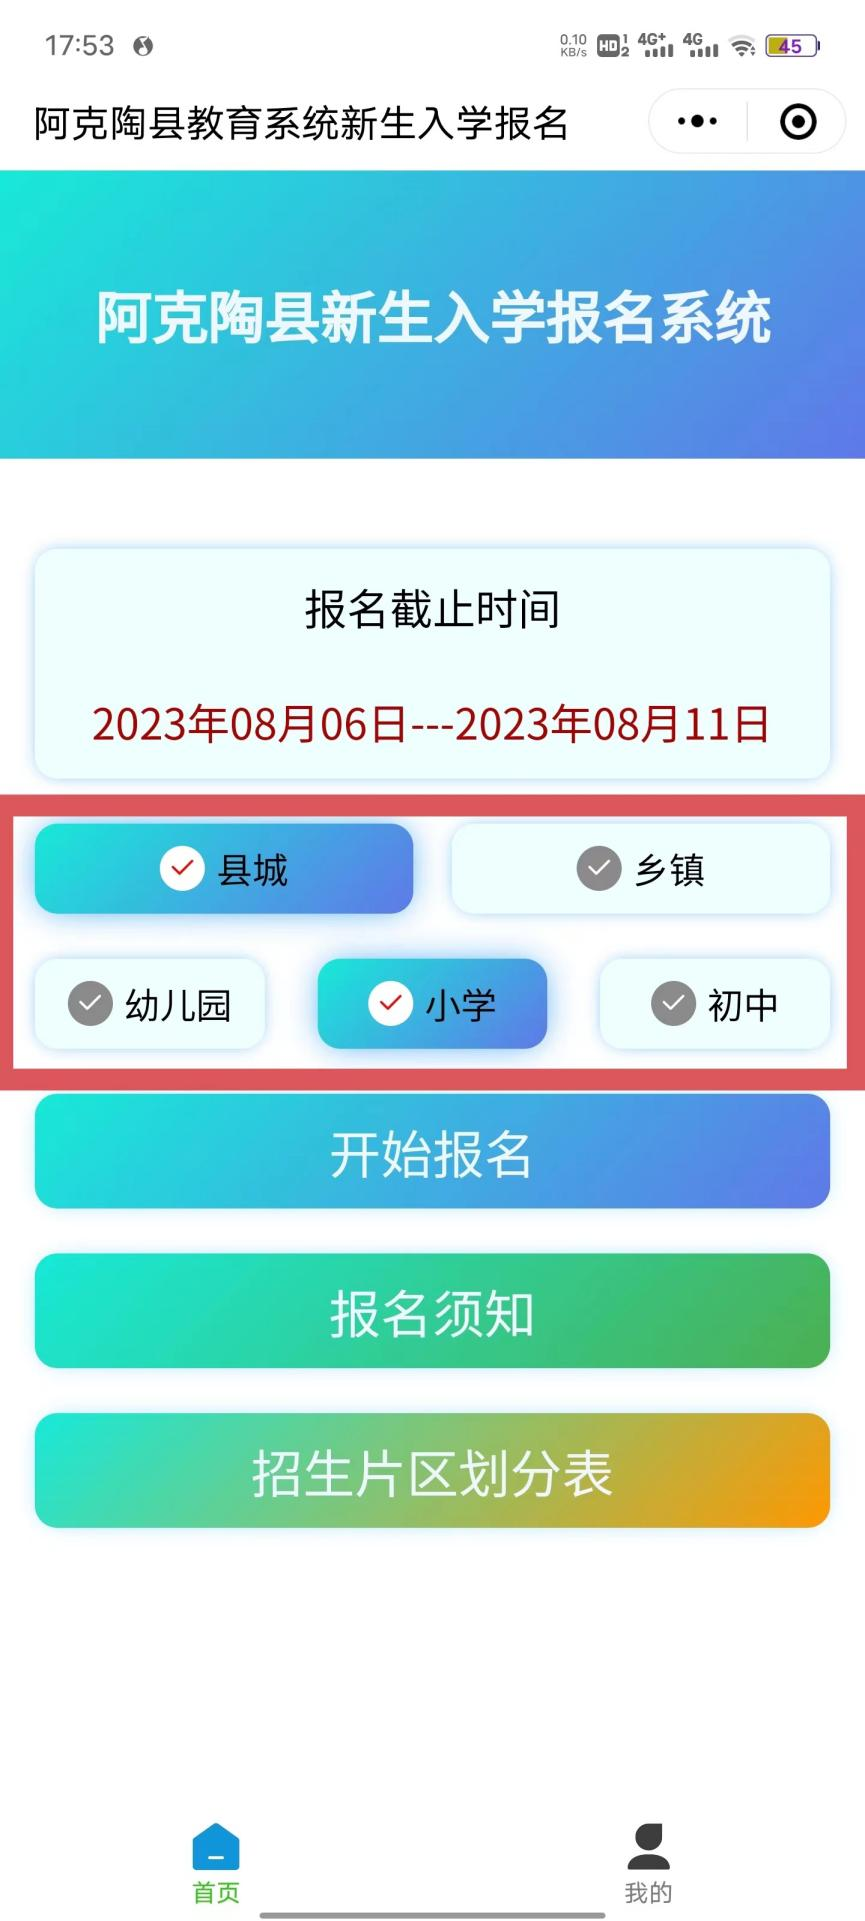 17:53
0.10 KB/s HD 1 2 4G+ 4G 45
阿克陶县教育系统新生入学报名
阿克陶县新生入学报名系统
报名截止时间
2023年08月06日---2023年08月11日
县城 乡镇
幼儿园 小学 初中
开始报名
报名须知
招生片区划分表
首页 我的